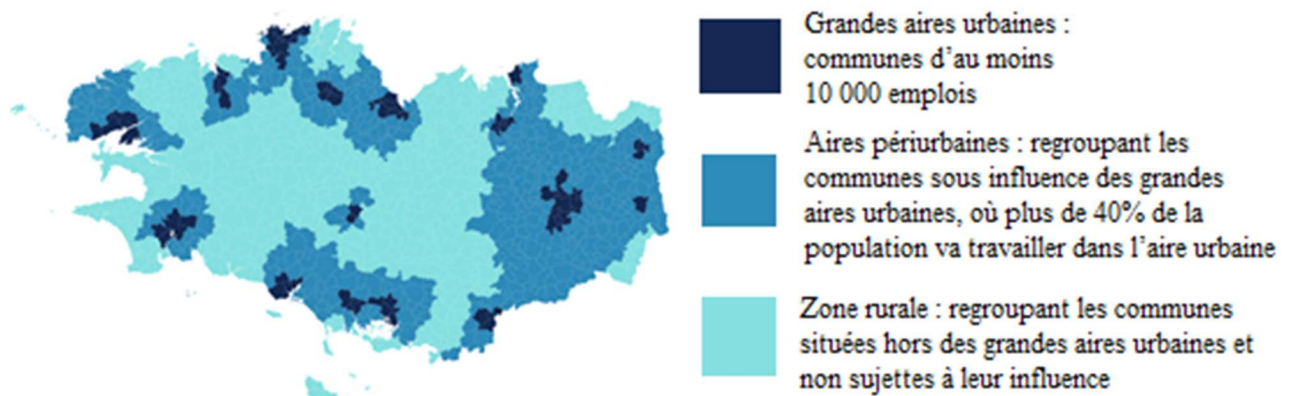 Grandes aires urbaines :
communes d’au moins
10 000 emplois
Aires périurbaines : regroupant les
communes sous influence des grandes
aires urbaines, où plus de 40% de la
population va travailler dans l’aire urbaine
Zone rurale : regroupant les communes
situées hors des grandes aires urbaines et
non sujettes à leur influence